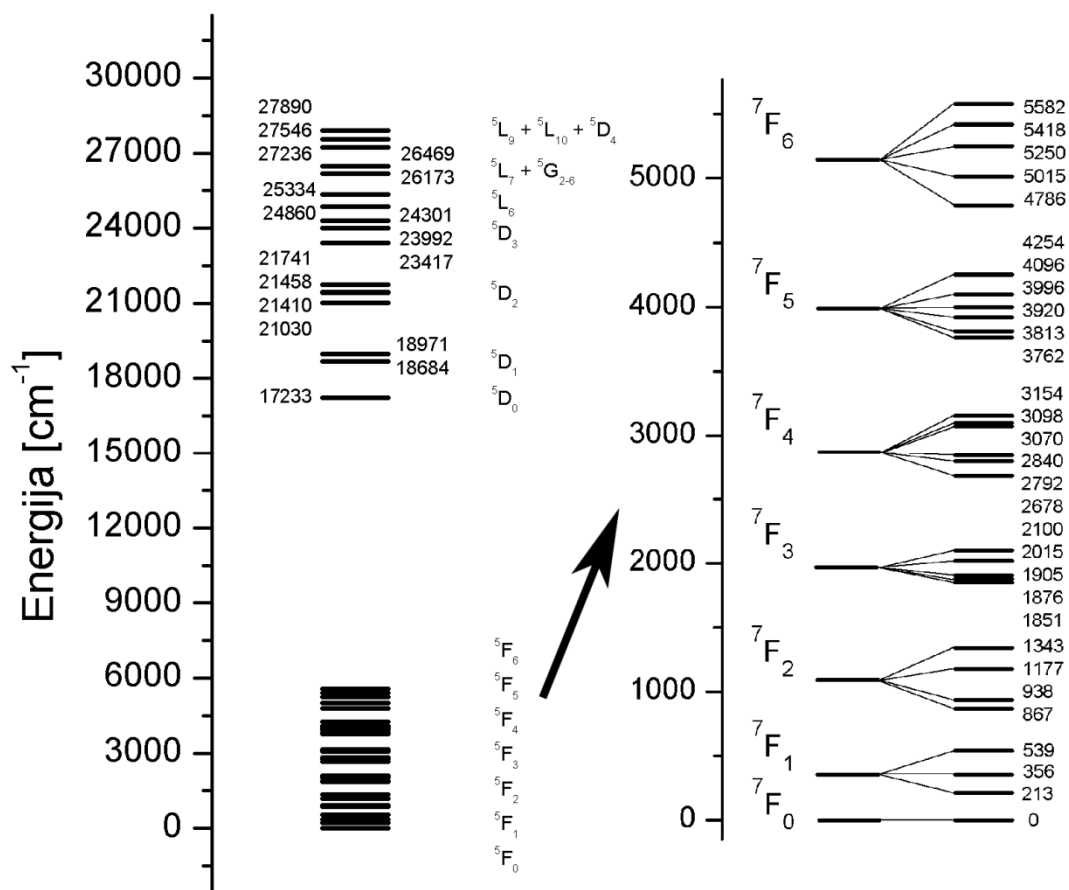 Energija [cm⁻¹]
30000
27000
24000
21000
18000
15000
12000
9000
6000
3000
0
27890
27546
27236
26469
26173
25334
24860
24301
23992
23417
21741
21458
21410
21030
18971
18684
17233
⁵L₉ + ⁵L₁₀ + ⁵D₄
⁵L₇ + ⁵G₂₋₆
⁵L₆
⁵D₃
⁵D₂
⁵D₁
⁵D₀
⁵F₆
⁵F₅
⁵F₄
⁵F₃
⁵F₂
⁵F₁
⁵F₀
5000
4000
3000
2000
1000
0
⁷F₆
⁷F₅
⁷F₄
⁷F₃
⁷F₂
⁷F₁
⁷F₀
5582
5418
5250
5015
4786
4254
4096
3996
3920
3813
3762
3154
3098
3070
2840
2792
2678
2100
2015
1905
1876
1851
1343
1177
938
867
539
356
213
0